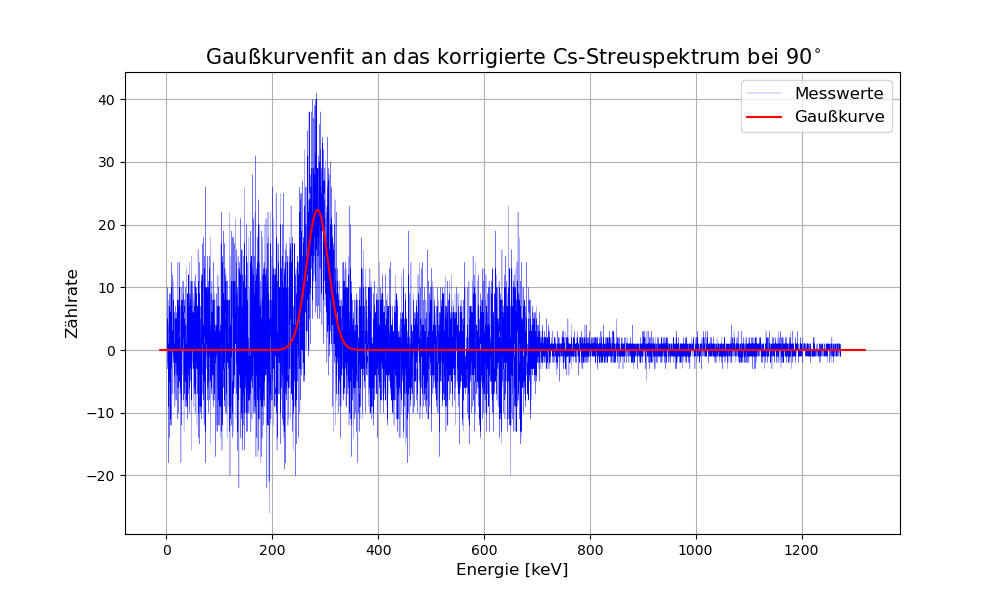 Gaußkurvenfit an das korrigierte Cs-Streuspektrum bei 90°
Messwerte
Gaußkurve
Zählrate
40
30
20
10
0
−10
−20
0 200 400 600 800 1000 1200
Energie [keV]